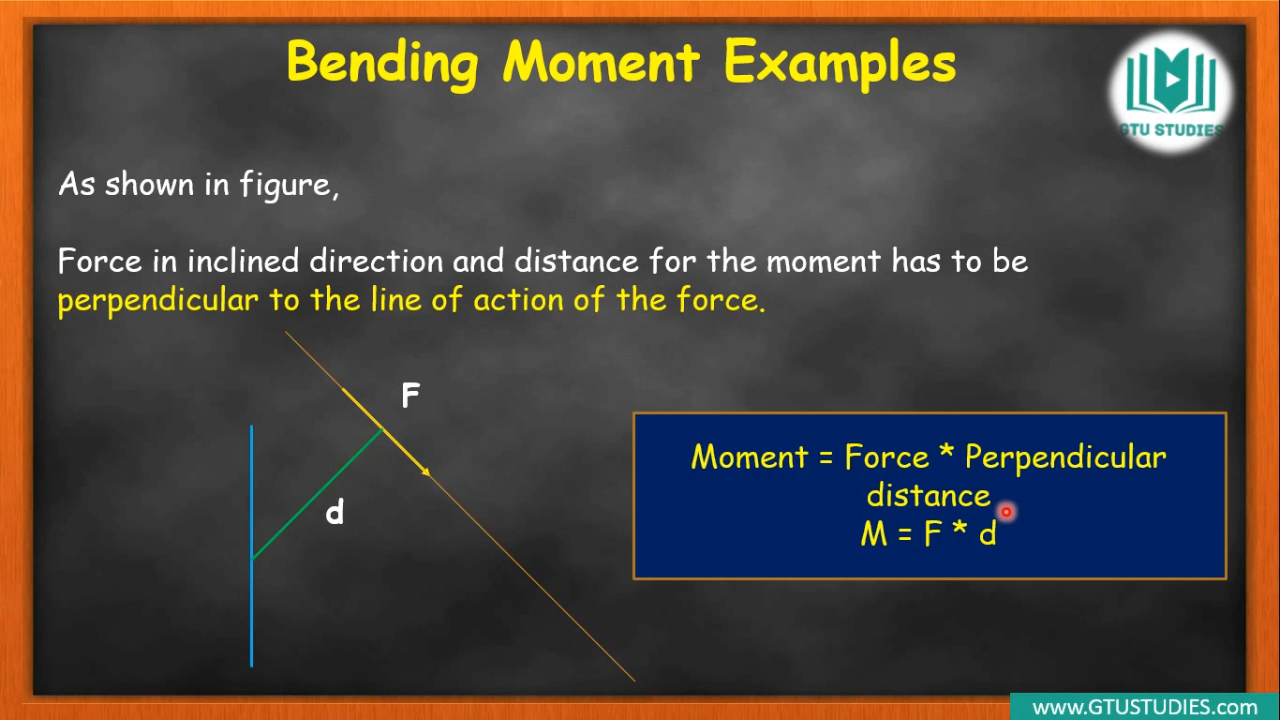 Bending Moment Examples
GTU STUDIES
As shown in figure,
Force in inclined direction and distance for the moment has to be
perpendicular to the line of action of the force.
F
d
Moment = Force * Perpendicular
distance
M = F * d
www.GTUSTUDIES.com